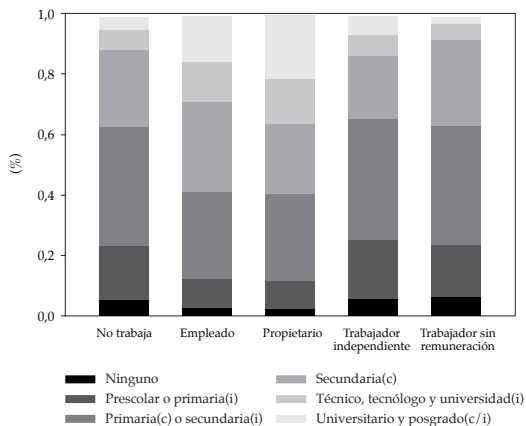 1,0
0,8
0,6
0,4
0,2
0,0
(%)
No trabaja
Empleado
Propietario
Trabajador
independiente
Trabajador sin
remuneración
Ninguno
Prescolar o primaria(i)
Primaria(c) o secundaria(i)
Secundaria(c)
Técnico, tecnólogo y universidad(i)
Universitario y posgrado(c/i)